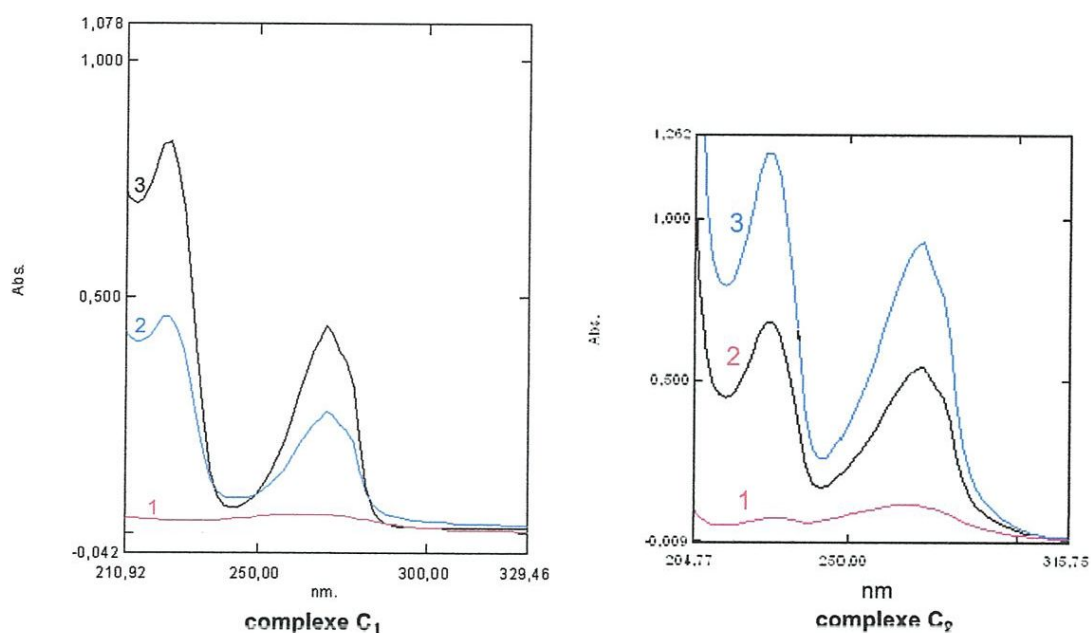 1,078
1,000
3
Abs.
0,500
2
1
-0,042
210,92 250,00 300,00 329,46
nm.
complexe C₁
1,262
3
1,000
2
Abs.
0,500
1
-0,009
204,77 250,00 315,75
nm
complexe C₂